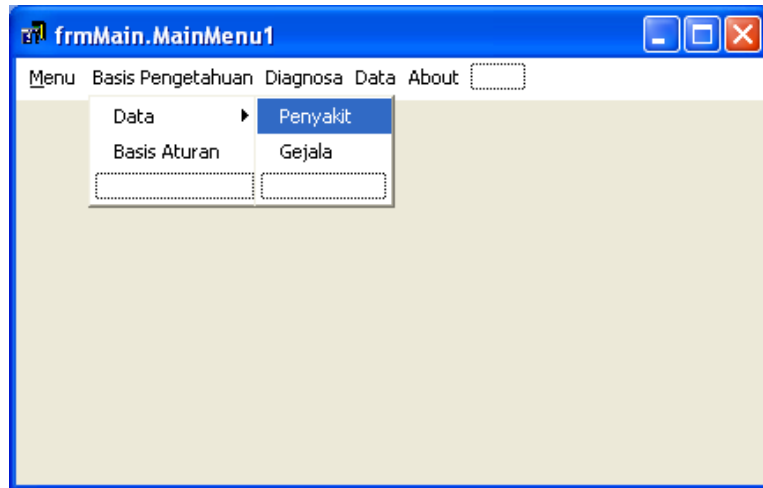 frmMain.MainMenu1
Menu Basis Pengetahuan Diagnosa Data About
Data Penyakit
Basis Aturan Gejala